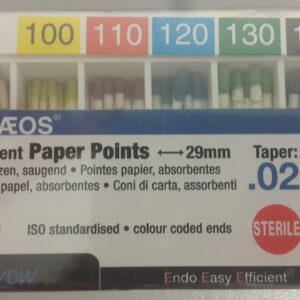 100 110 120 130
ÆOS®
ent Paper Points ↔29mm Taper:
zen, saugend • Pointes papier, absorbentes
papel, absorbentes • Coni di carta, assorbenti .02
ISO standardised • colour coded ends STERILE
VDW Endo Easy Efficient®